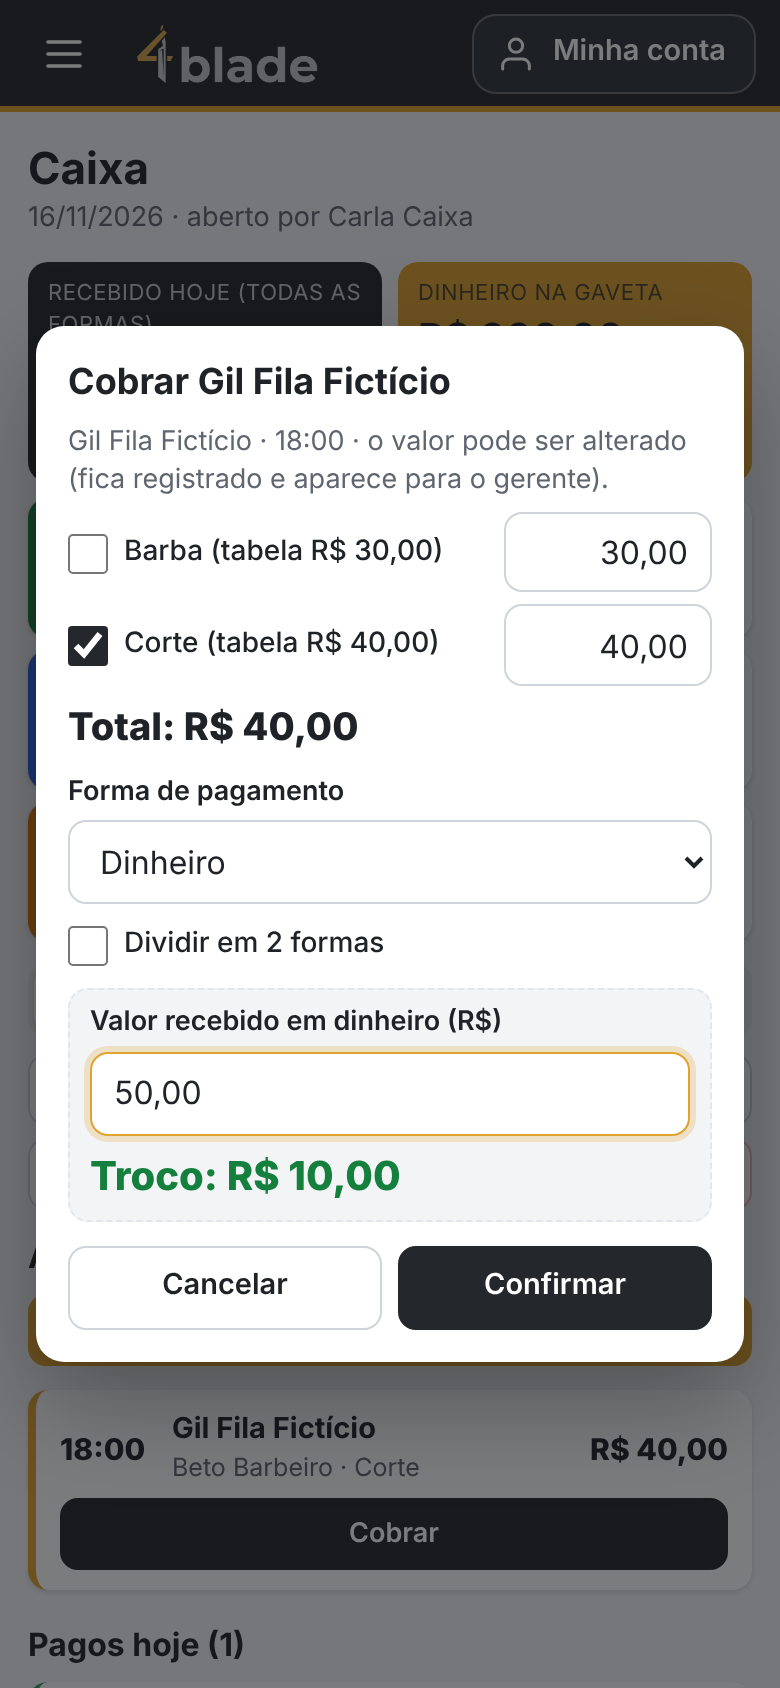 4blade
Minha conta
Caixa
16/11/2026 · aberto por Carla Caixa
RECEBIDO HOJE (TODAS AS
FORMAS)
DINHEIRO NA GAVETA
Cobrar Gil Fila Fictício
Gil Fila Fictício · 18:00 · o valor pode ser alterado
(fica registrado e aparece para o gerente).
Barba (tabela R$ 30,00)
30,00
Corte (tabela R$ 40,00)
40,00
Total: R$ 40,00
Forma de pagamento
Dinheiro
Dividir em 2 formas
Valor recebido em dinheiro (R$)
50,00
Troco: R$ 10,00
Cancelar
Confirmar
18:00
Gil Fila Fictício
Beto Barbeiro · Corte
R$ 40,00
Cobrar
Pagos hoje (1)